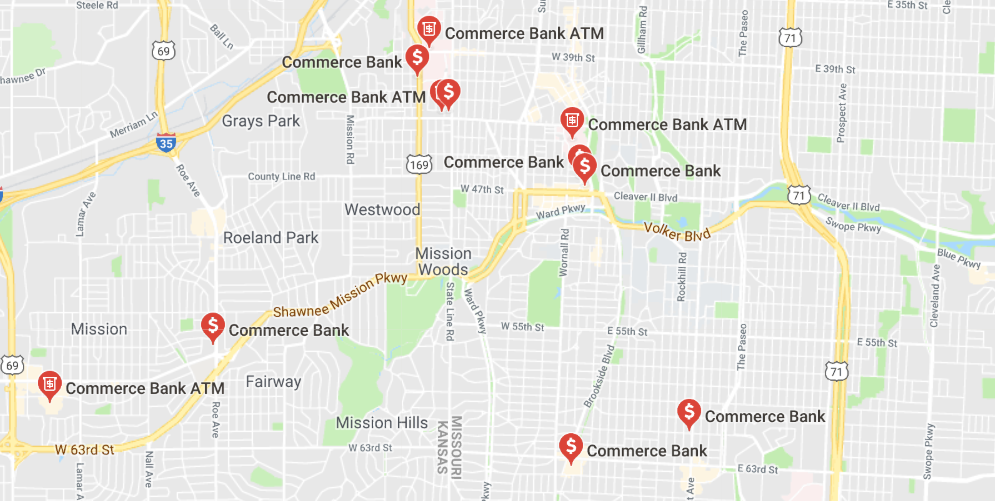 Steele Rd
69
Ball Ln
Shawnee Dr
Merriam Ln
Grays Park
35
Roe Ave
Lamar Ave
County Line Rd
Mission Rd
Commerce Bank ATM
Commerce Bank
Commerce Bank ATM
169
Gillham Rd
The Paseo
71
E 35th St
W 39th St
E 39th St
Prospect Ave
Commerce Bank ATM
Commerce Bank
Commerce Bank
W 47th St
Cleaver II Blvd
71
Cleaver II Blvd
Swope Pkwy
Blue Pkwy
Westwood
Ward Pkwy
Volker Blvd
Roeland Park
Mission
Woods
Wornall Rd
Rockhill Rd
Cleveland Ave
Shawnee Mission Pkwy
State Line Rd
Ward Pkwy
W 55th St
E 55th St
The Paseo
E 55th St
Mission
Commerce Bank
69
Commerce Bank ATM
Fairway
Roe Ave
Brookside Blvd
71
Mission Hills
Commerce Bank
MISSOURI
KANSAS
W 63rd St
W 63rd St
Commerce Bank
E 63rd St
Swope Pkwy
Lamar A
Nall Ave
kwy
st Ave